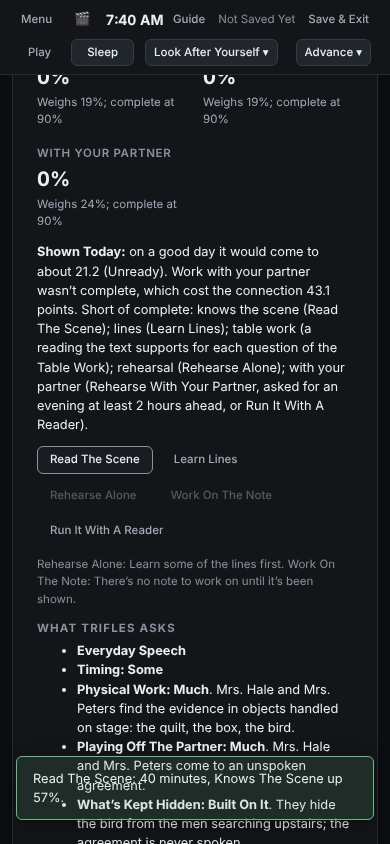 Menu 🎬 7:40 AM Guide Not Saved Yet Save & Exit
Play Sleep Look After Yourself ▾ Advance ▾
0% 0%
Weighs 19%; complete at Weighs 19%; complete at
90% 90%
WITH YOUR PARTNER
0%
Weighs 24%; complete at
90%
Shown Today: on a good day it would come to
about 21.2 (Unready). Work with your partner
wasn't complete, which cost the connection 43.1
points. Short of complete: knows the scene (Read
The Scene); lines (Learn Lines); table work (a
reading the text supports for each question of the
Table Work); rehearsal (Rehearse Alone); with your
partner (Rehearse With Your Partner, asked for an
evening at least 2 hours ahead, or Run It With A
Reader).
Read The Scene Learn Lines
Rehearse Alone Work On The Note
Run It With A Reader
Rehearse Alone: Learn some of the lines first. Work On
The Note: There's no note to work on until it's been
shown.
WHAT TRIFLES ASKS
• Everyday Speech
• Timing: Some
• Physical Work: Much. Mrs. Hale and Mrs.
Peters find the evidence in objects handled
on stage: the quilt, the box, the bird.
• Playing Off The Partner: Much. Mrs. Hale
and Mrs. Peters come to an unspoken
agreement.
Read The Scene: 40 minutes, Knows The Scene up
57%.
• What's Kept Hidden: Built On It. They hide
the bird from the men searching upstairs; the
agreement is never spoken.